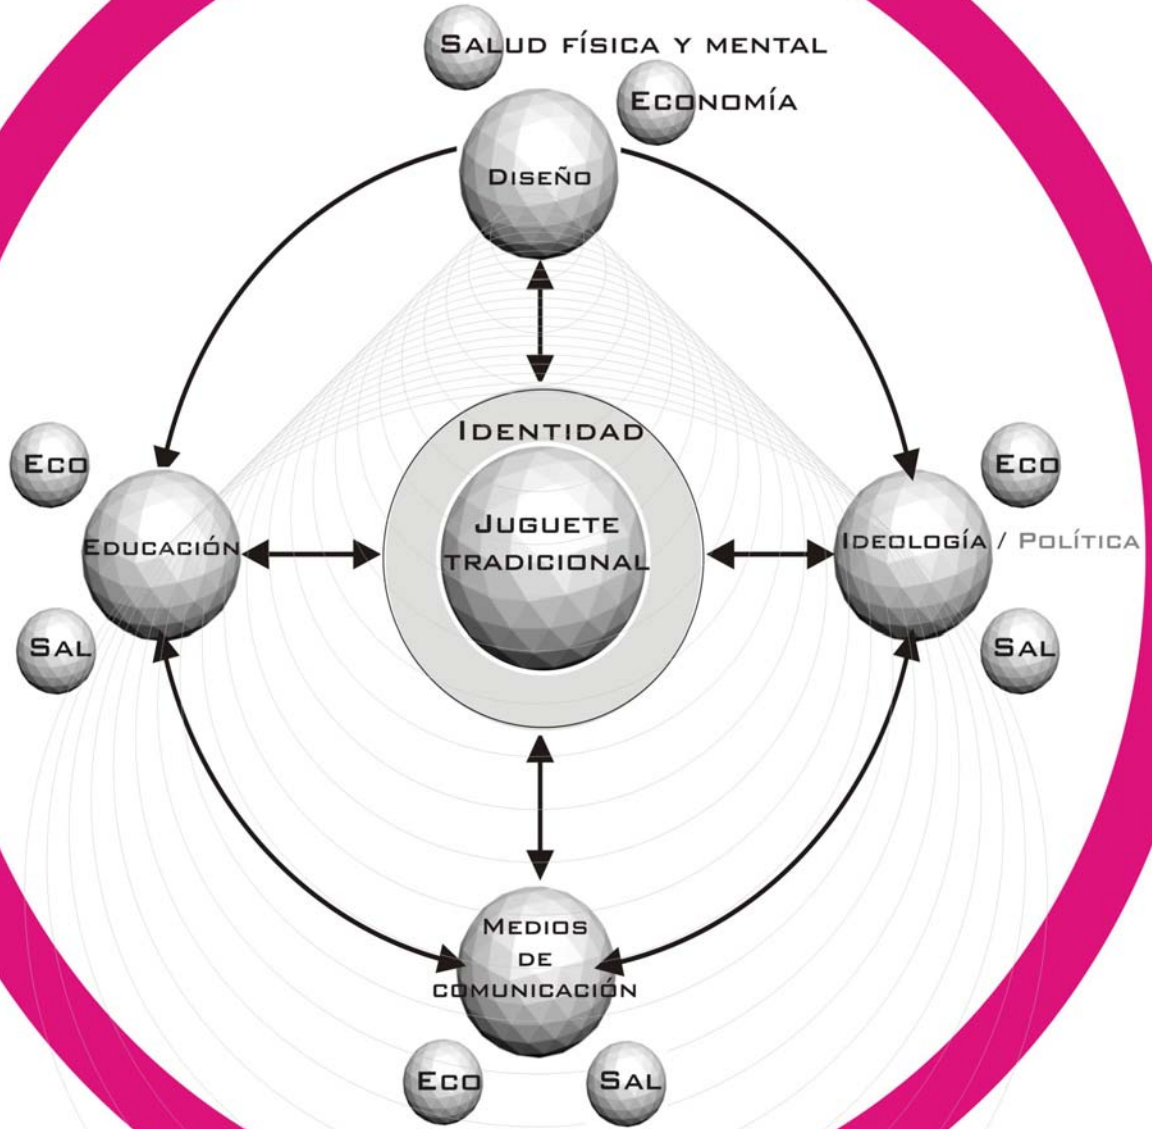 Salud física y mental
Economía
Diseño
Identidad
Juguete
tradicional
Eco
Educación
Sal
Eco
Ideología / Política
Sal
Medios
de
comunicación
Eco
Sal